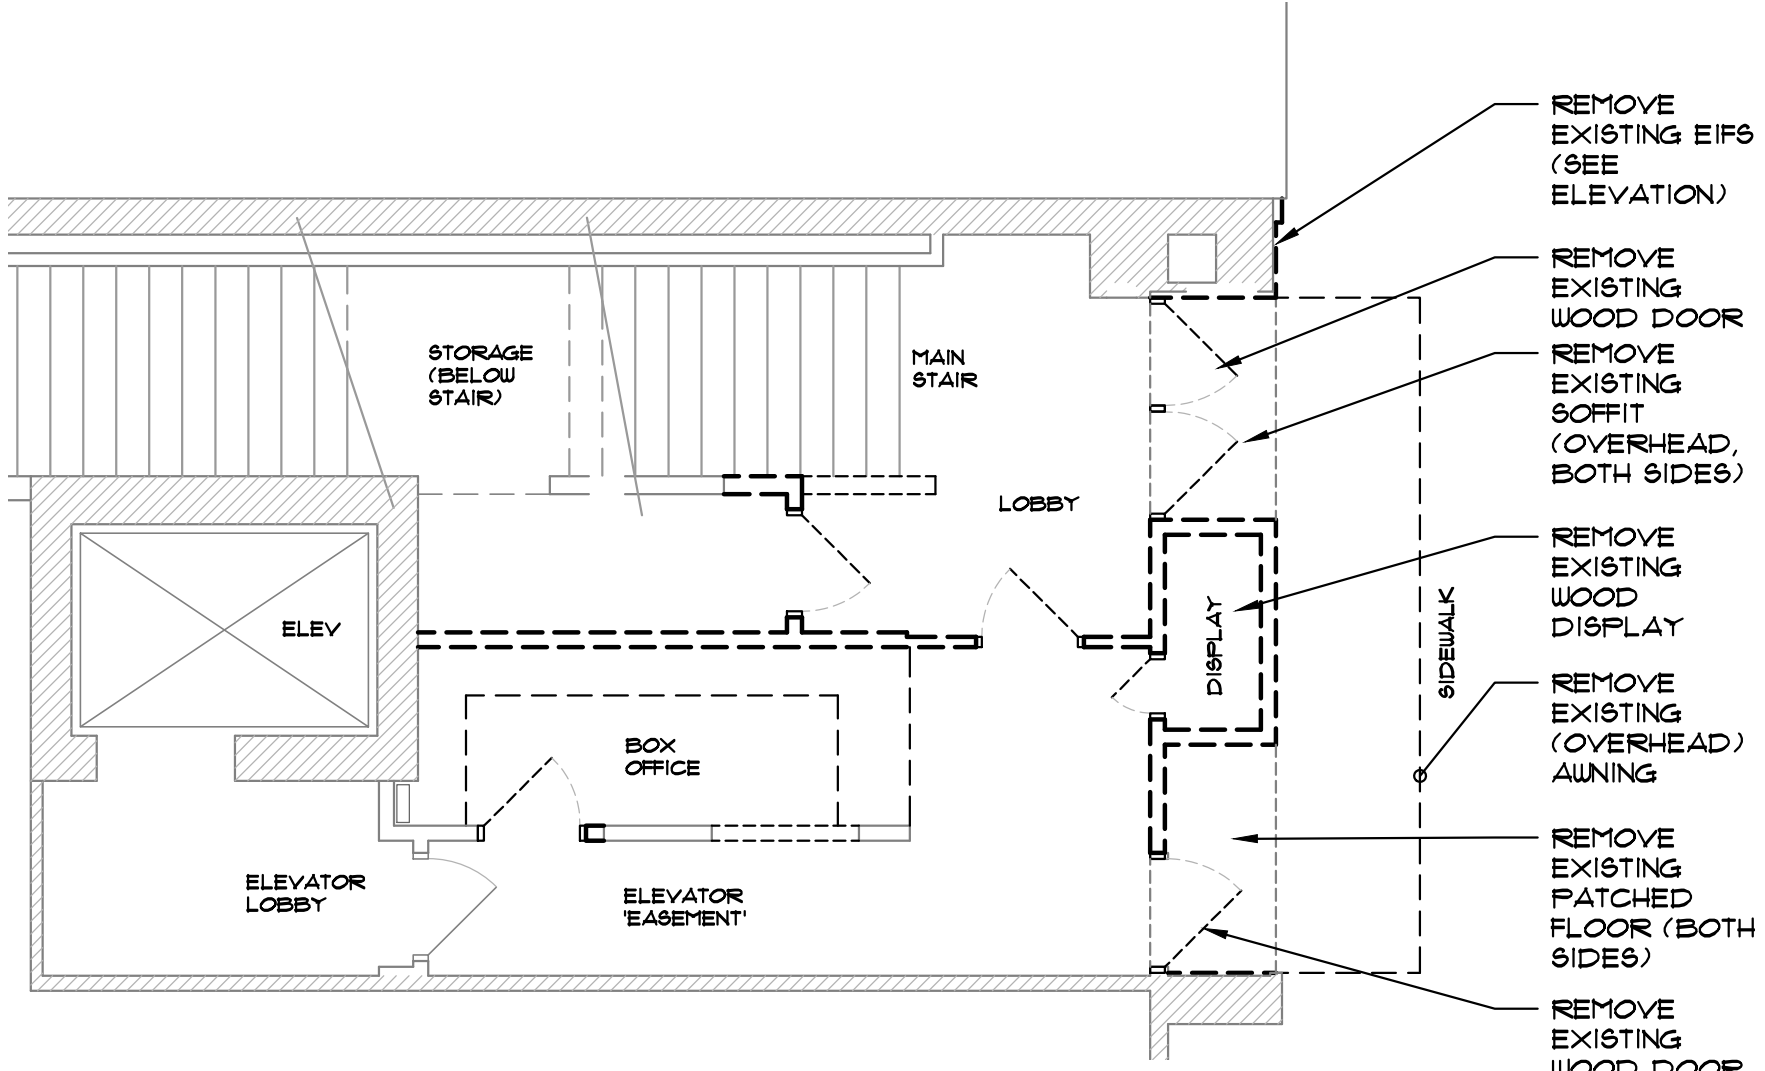 REMOVE
EXISTING EIFS
(SEE
ELEVATION)
REMOVE
EXISTING
WOOD DOOR
REMOVE
EXISTING
SOFFIT
(OVERHEAD,
BOTH SIDES)
REMOVE
EXISTING
WOOD
DISPLAY
REMOVE
EXISTING
(OVERHEAD)
AWNING
REMOVE
EXISTING
PATCHED
FLOOR (BOTH
SIDES)
REMOVE
EXISTING
WOOD DOOR
STORAGE
(BELOW
STAIR)
MAIN
STAIR
LOBBY
ELEV
DISPLAY
SIDEWALK
BOX
OFFICE
ELEVATOR
LOBBY
ELEVATOR
'EASEMENT'